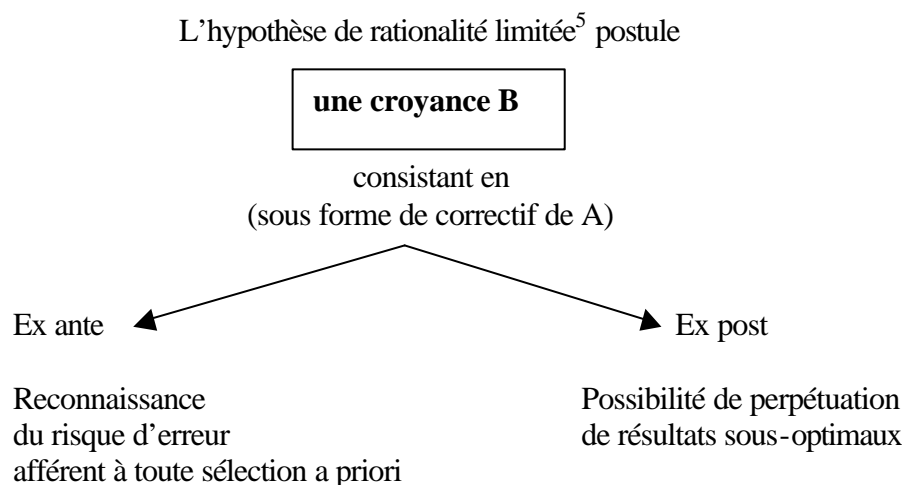 L'hypothèse de rationalité limitée⁵ postule
une croyance B
consistant en
(sous forme de correctif de A)
Ex ante
Ex post
Reconnaissance
du risque d'erreur
afférent à toute sélection a priori
Possibilité de perpétuation
de résultats sous-optimaux